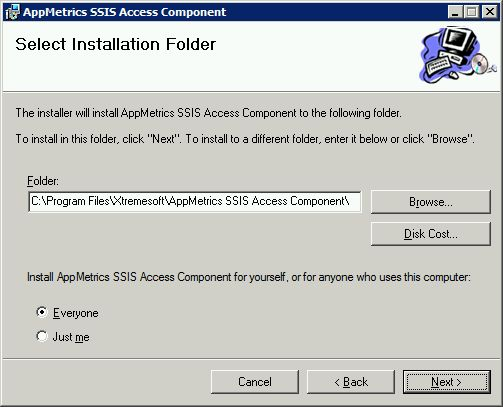 AppMetrics SSIS Access Component
Select Installation Folder
The installer will install AppMetrics SSIS Access Component to the following folder.
To install in this folder, click "Next". To install to a different folder, enter it below or click "Browse".
Folder:
C:\Program Files\Xtremesoft\AppMetrics SSIS Access Component\
Browse...
Disk Cost...
Install AppMetrics SSIS Access Component for yourself, or for anyone who uses this computer:
Everyone
Just me
Cancel
< Back
Next >